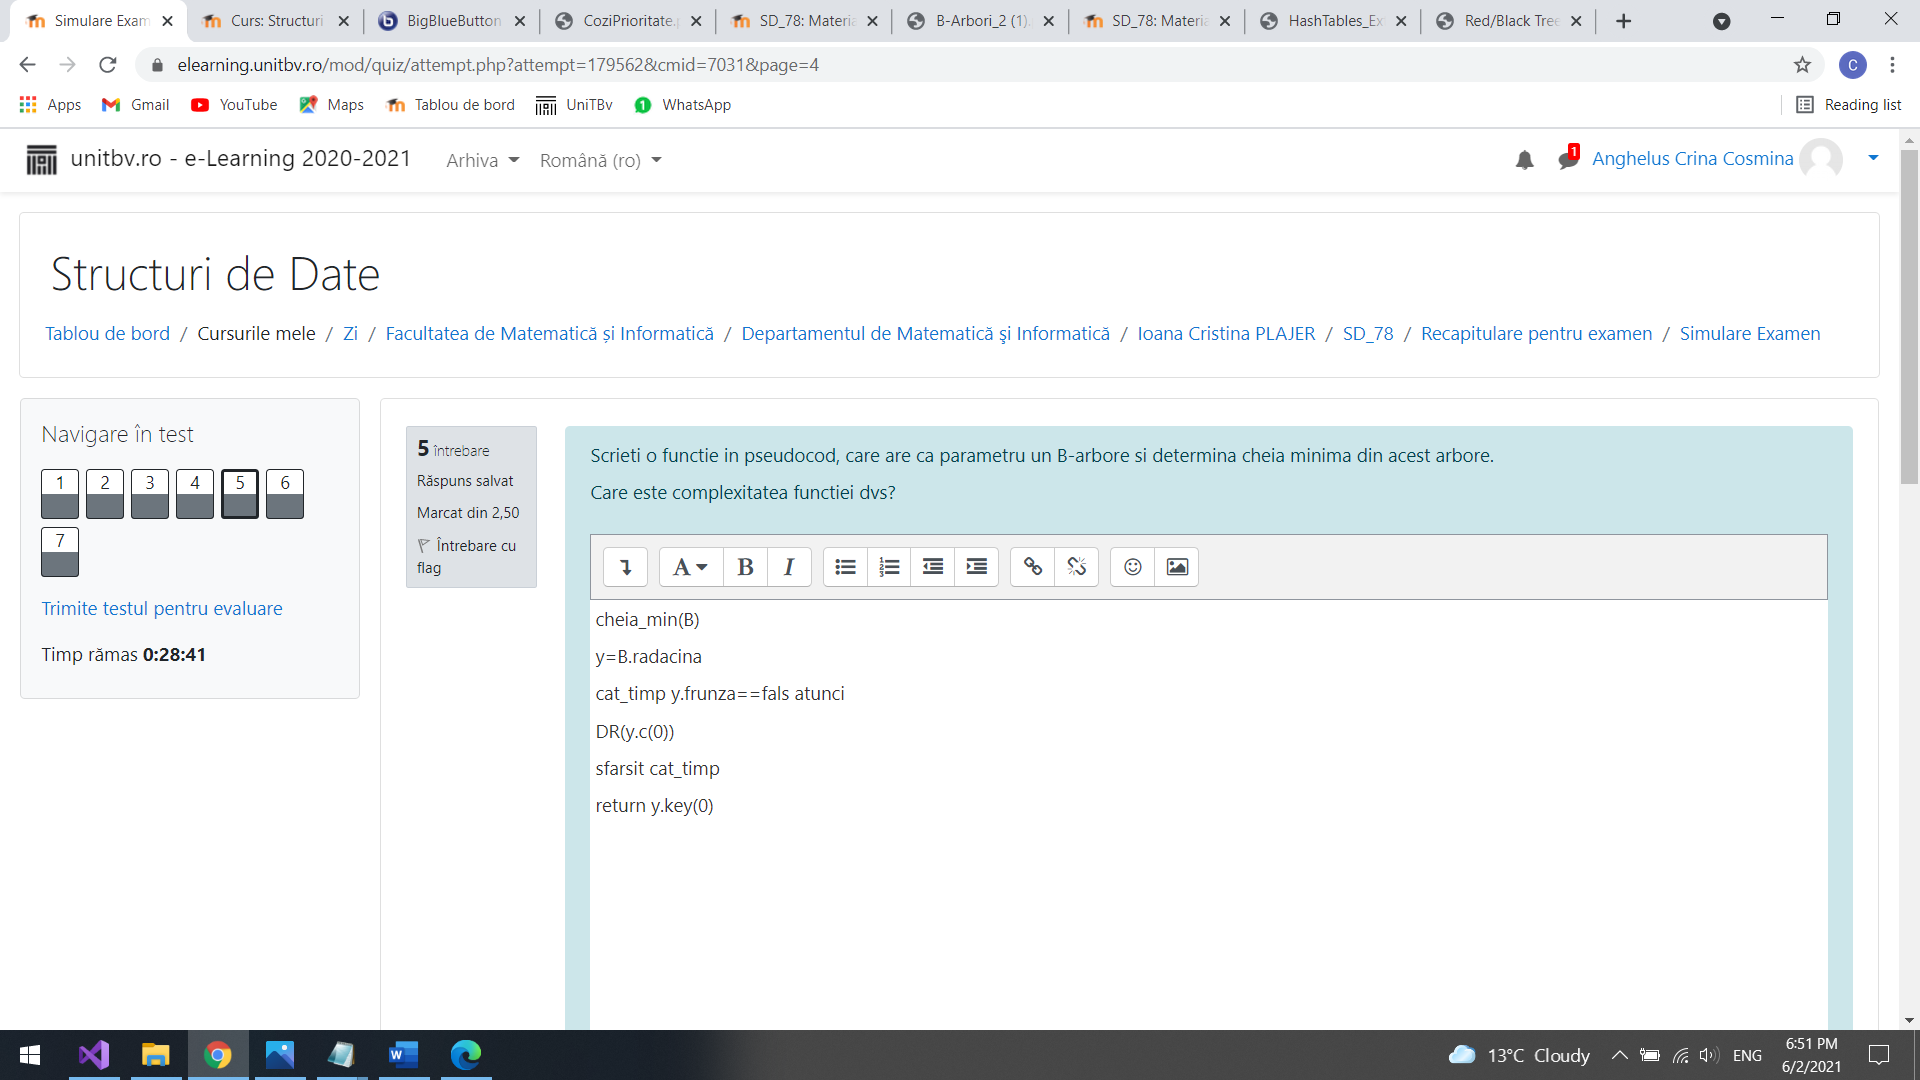 Simulare Exam
Curs: Structuri
BigBlueButton
CoziPrioritate.p
SD_78: Materia
B-Arbori_2 (1).
SD_78: Materia
HashTables_Ex
Red/Black Tree
elearning.unitbv.ro/mod/quiz/attempt.php?attempt=179562&cmid=7031&page=4
C
Apps
Gmail
YouTube
Maps
Tablou de bord
UniTBv
1
WhatsApp
Reading list
unitbv.ro - e-Learning 2020-2021
Arhiva
Română (ro)
1
Anghelus Crina Cosmina
Structuri de Date
Tablou de bord / Cursurile mele / Zi / Facultatea de Matematică și Informatică / Departamentul de Matematică şi Informatică / Ioana Cristina PLAJER / SD_78 / Recapitulare pentru examen / Simulare Examen
Navigare în test
1 2 3 4 5 6
7
Trimite testul pentru evaluare
Timp rămas 0:28:41
5 întrebare
Răspuns salvat
Marcat din 2,50
Întrebare cu
flag
Scrieti o functie in pseudocod, care are ca parametru un B-arbore si determina cheia minima din acest arbore.
Care este complexitatea functiei dvs?
A B I
cheia_min(B)
y=B.radacina
cat_timp y.frunza==fals atunci
DR(y.c(0))
sfarsit cat_timp
return y.key(0)
13°C Cloudy
ENG
6:51 PM
6/2/2021